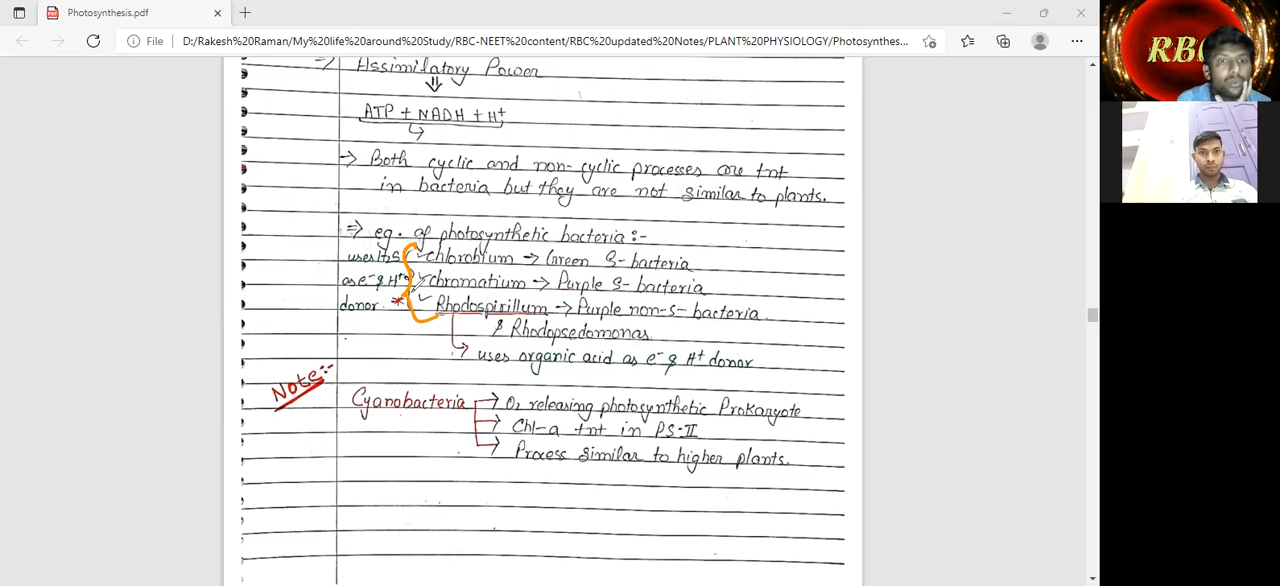 Photosynthesis.pdf
File
D:/Rakesh%20Raman/My%20life%20around%20Study/RBC-NEET%20content/RBC%20updated%20Notes/PLANT%20PHYSIOLOGY/Photosynthes...
RBC
→ Assimilatory Power
⇓
ATP + NADH + H+
→ Both cyclic and non-cyclic processes are tnt
in bacteria but they are not similar to plants.
⇒ eg. of photosynthetic bacteria :-
uses H2S chlorobium → Green S-bacteria
as e- & H+ chromatium → Purple S-bacteria
donor. * Rhodospirillum → Purple non-s-bacteria.
& Rhodopsedomonas
→ uses organic acid as e- & H+ donor
Note:-
Cyanobacteria → O2 releasing photosynthetic Prokaryote
→ Chl-a tnt in PS-II
→ Process similar to higher plants.